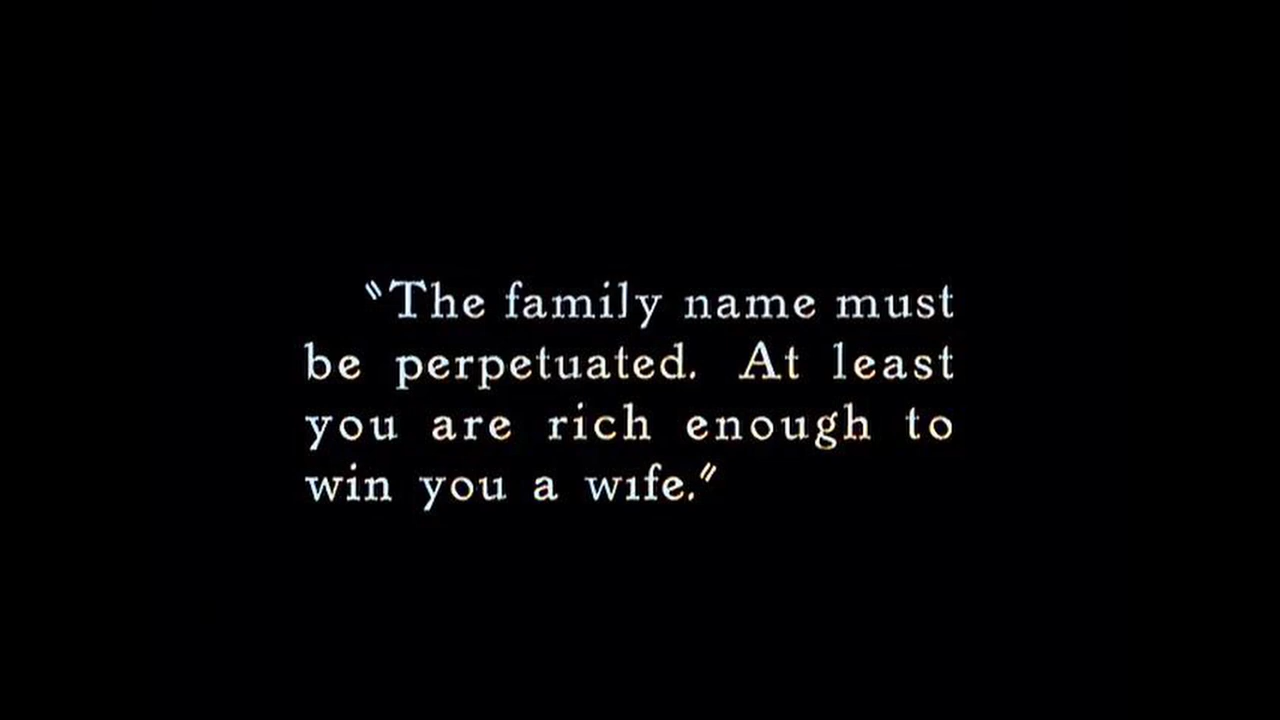 "The family name must
be perpetuated. At least
you are rich enough to
win you a wife."